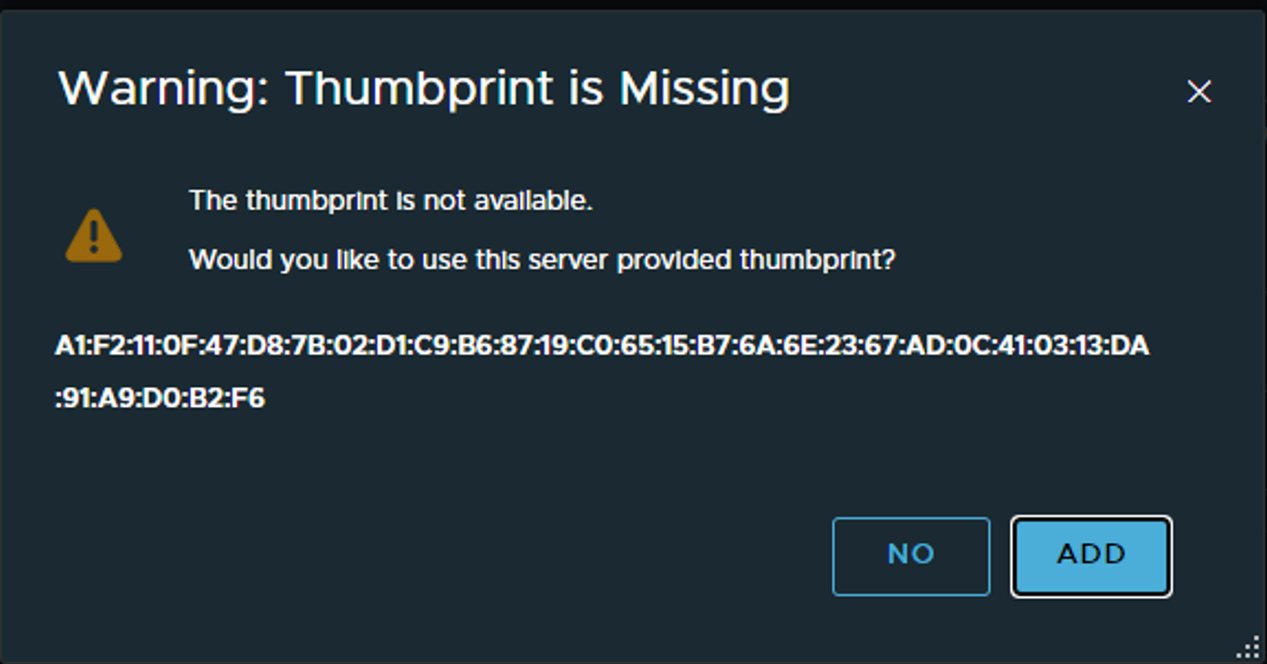 Warning: Thumbprint is Missing
The thumbprint is not available.
Would you like to use this server provided thumbprint?
A1:F2:11:0F:47:D8:7B:02:D1:C9:B6:87:19:C0:65:15:B7:6A:6E:23:67:AD:0C:41:03:13:DA
:91:A9:D0:B2:F6
NO
ADD